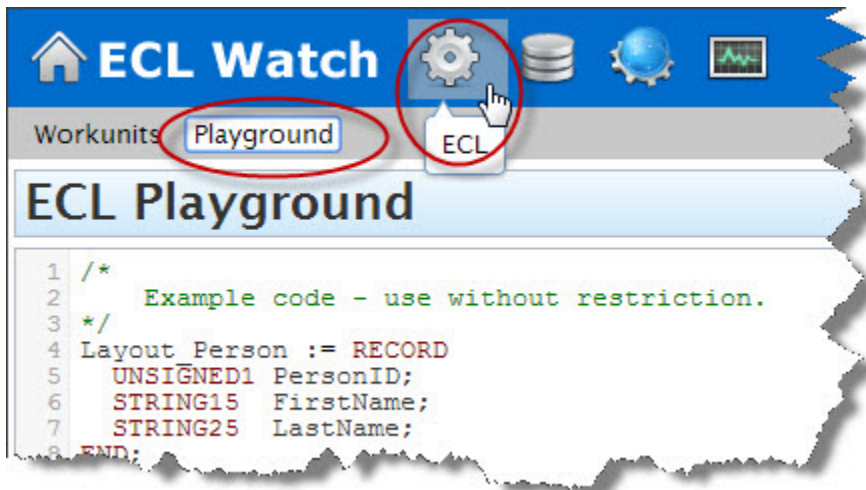 ECL Watch
Workunits Playground
ECL
ECL Playground
1 /*
2 Example code - use without restriction.
3 */
4 Layout_Person := RECORD
5 UNSIGNED1 PersonID;
6 STRING15 FirstName;
7 STRING25 LastName;
8 END;